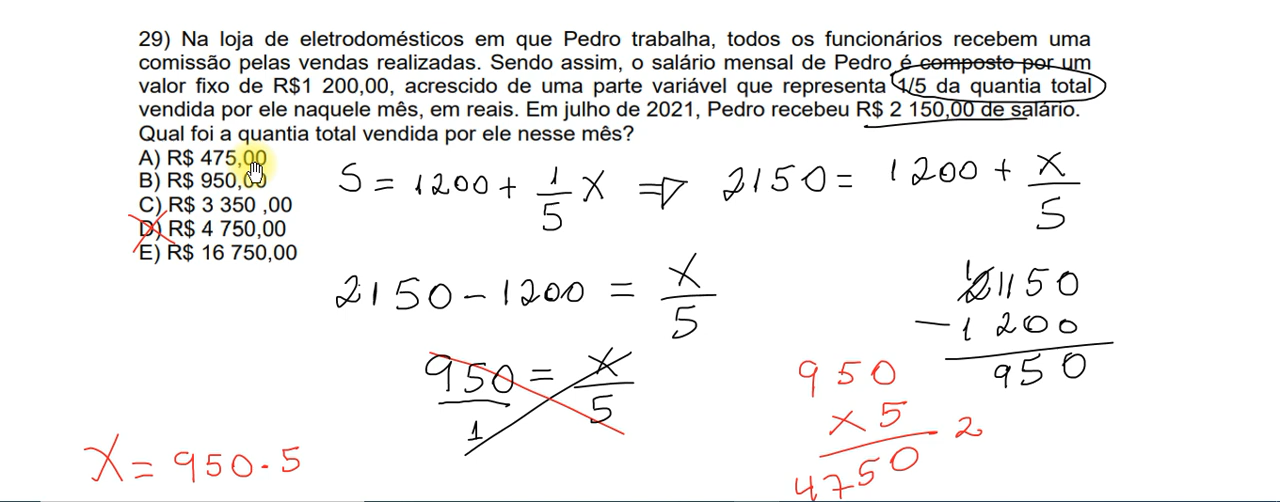 29) Na loja de eletrodomésticos em que Pedro trabalha, todos os funcionários recebem uma
comissão pelas vendas realizadas. Sendo assim, o salário mensal de Pedro é composto por um
valor fixo de R$1 200,00, acrescido de uma parte variável que representa 1/5 da quantia total
vendida por ele naquele mês, em reais. Em julho de 2021, Pedro recebeu R$ 2 150,00 de salário.
Qual foi a quantia total vendida por ele nesse mês?
A) R$ 475,00
B) R$ 950,00
C) R$ 3 350 ,00
D) R$ 4 750,00
E) R$ 16 750,00
S = 1200 + 1/5 X ⇒ 2150 = 1200 + X/5
2150 - 1200 = X/5
2150
- 1200
950
950/1 = X/5
950
x 5
4750
2
X = 950 . 5